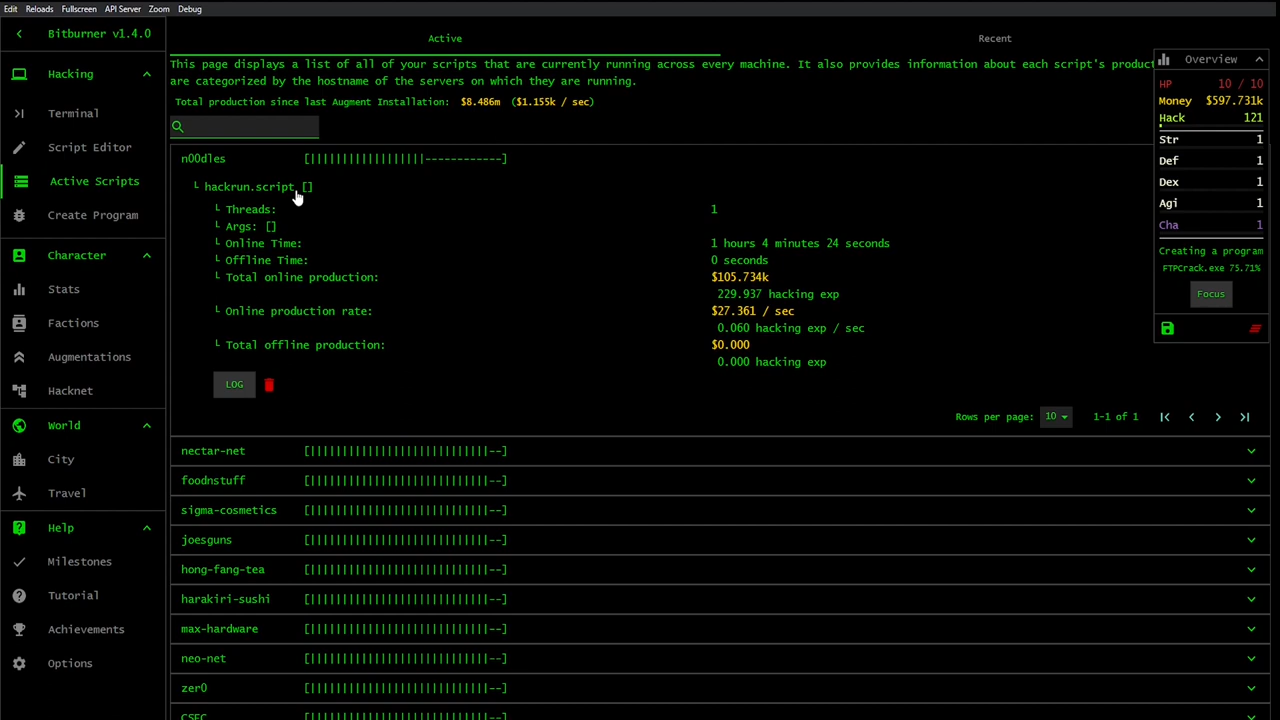 Edit Reloads Fullscreen API Server Zoom Debug
Bitburner v1.4.0
Hacking
Terminal
Script Editor
Active Scripts
Create Program
Character
Stats
Factions
Augmentations
Hacknet
World
City
Travel
Help
Milestones
Tutorial
Achievements
Options
Active Recent
This page displays a list of all of your scripts that are currently running across every machine. It also provides information about each script's produc
are categorized by the hostname of the servers on which they are running.
Total production since last Augment Installation: $8.486m ($1.155k / sec)
n00dles [||||||||||||||||||------------]
└ hackrun.script []
└ Threads: 1
└ Args: []
└ Online Time: 1 hours 4 minutes 24 seconds
└ Offline Time: 0 seconds
└ Total online production: $105.734k
229.937 hacking exp
└ Online production rate: $27.361 / sec
0.060 hacking exp / sec
└ Total offline production: $0.000
0.000 hacking exp
LOG
Rows per page: 10 1-1 of 1
nectar-net [||||||||||||||||||||||||||||--]
foodnstuff [||||||||||||||||||||||||||||--]
sigma-cosmetics [||||||||||||||||||||||||||||--]
joesguns [||||||||||||||||||||||||||||--]
hong-fang-tea [||||||||||||||||||||||||||||--]
harakiri-sushi [||||||||||||||||||||||||||||--]
max-hardware [||||||||||||||||||||||||||||--]
neo-net [||||||||||||||||||||||||||||--]
zer0 [||||||||||||||||||||||||||||--]
CSEC [||||||||||||||||||||||||||||--]
Overview
HP 10 / 10
Money $597.731k
Hack 121
Str 1
Def 1
Dex 1
Agi 1
Cha 1
Creating a program
FTPCrack.exe 75.71%
Focus